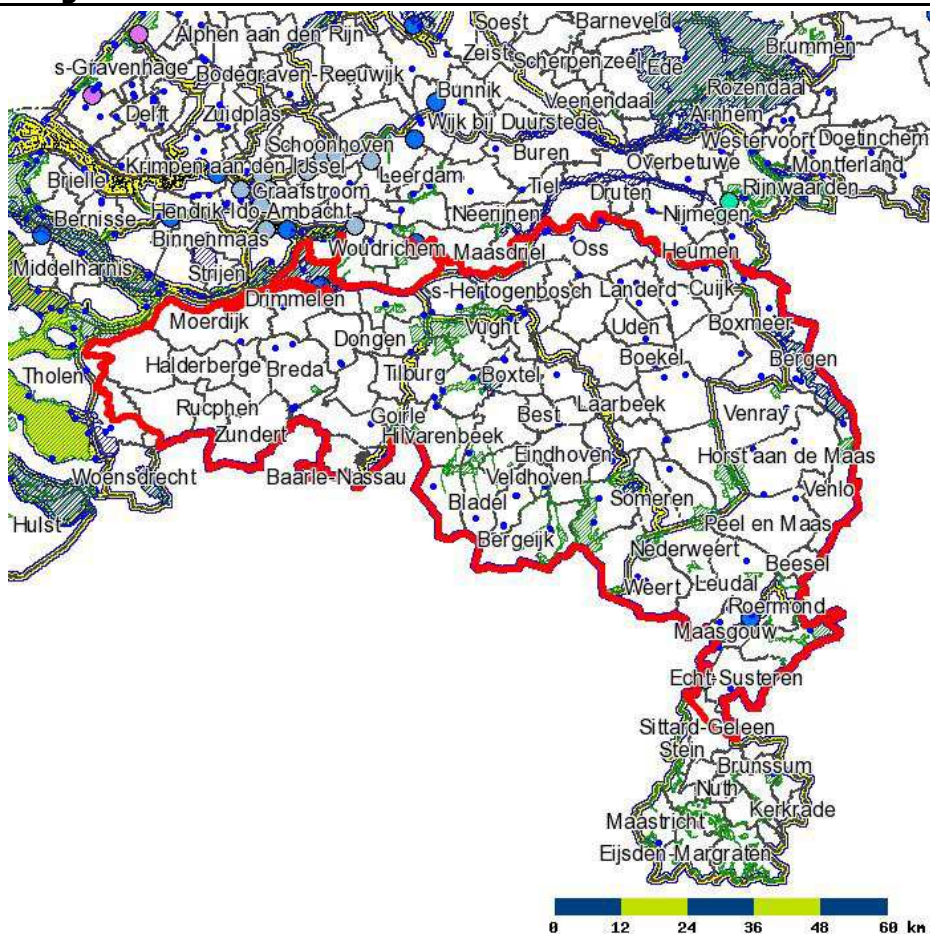 Soest
Barneveld
Alphen aan den Rijn
Zeist
Brummen
Scherpenzeel
Ede
s-Gravenhage
Bodegraven-Reeuwijk
Bunnik
Rozendaal
Veenendaal
Delft
Zuidplas
Wijk bij Duurstede
Arnhem
Westervoort
Doetinchem
Schoonhoven
Buren
Overbetuwe
Montferland
Krimpen aan den IJssel
Leerdam
Brielle
Graafstroom
Tiel
Druten
Rijnwaarden
Bernisse
Hendrik-Ido-Ambacht
Neerijnen
Nijmegen
Binnenmaas
Woudrichem
Maasdriel
Oss
Heumen
Middelharnis
Strijen
s-Hertogenbosch
Landerd
Cuijk
Drimmelen
Moerdijk
Vught
Uden
Boxmeer
Dongen
Boekel
Bergen
Tholen
Halderberge
Breda
Tilburg
Boxtel
Rucphen
Goirle
Best
Laarbeek
Venray
Zundert
Hilvarenbeek
Eindhoven
Horst aan de Maas
Woensdrecht
Baarle-Nassau
Veldhoven
Bladel
Someren
Venlo
Hulst
Peel en Maas
Bergeijk
Nederweert
Beesel
Weert
Leudal
Roermond
Maasgouw
Echt-Susteren
Sittard-Geleen
Stein
Brunssum
Nuth
Kerkrade
Maastricht
Eijsden-Margraten
0 12 24 36 48 60 km